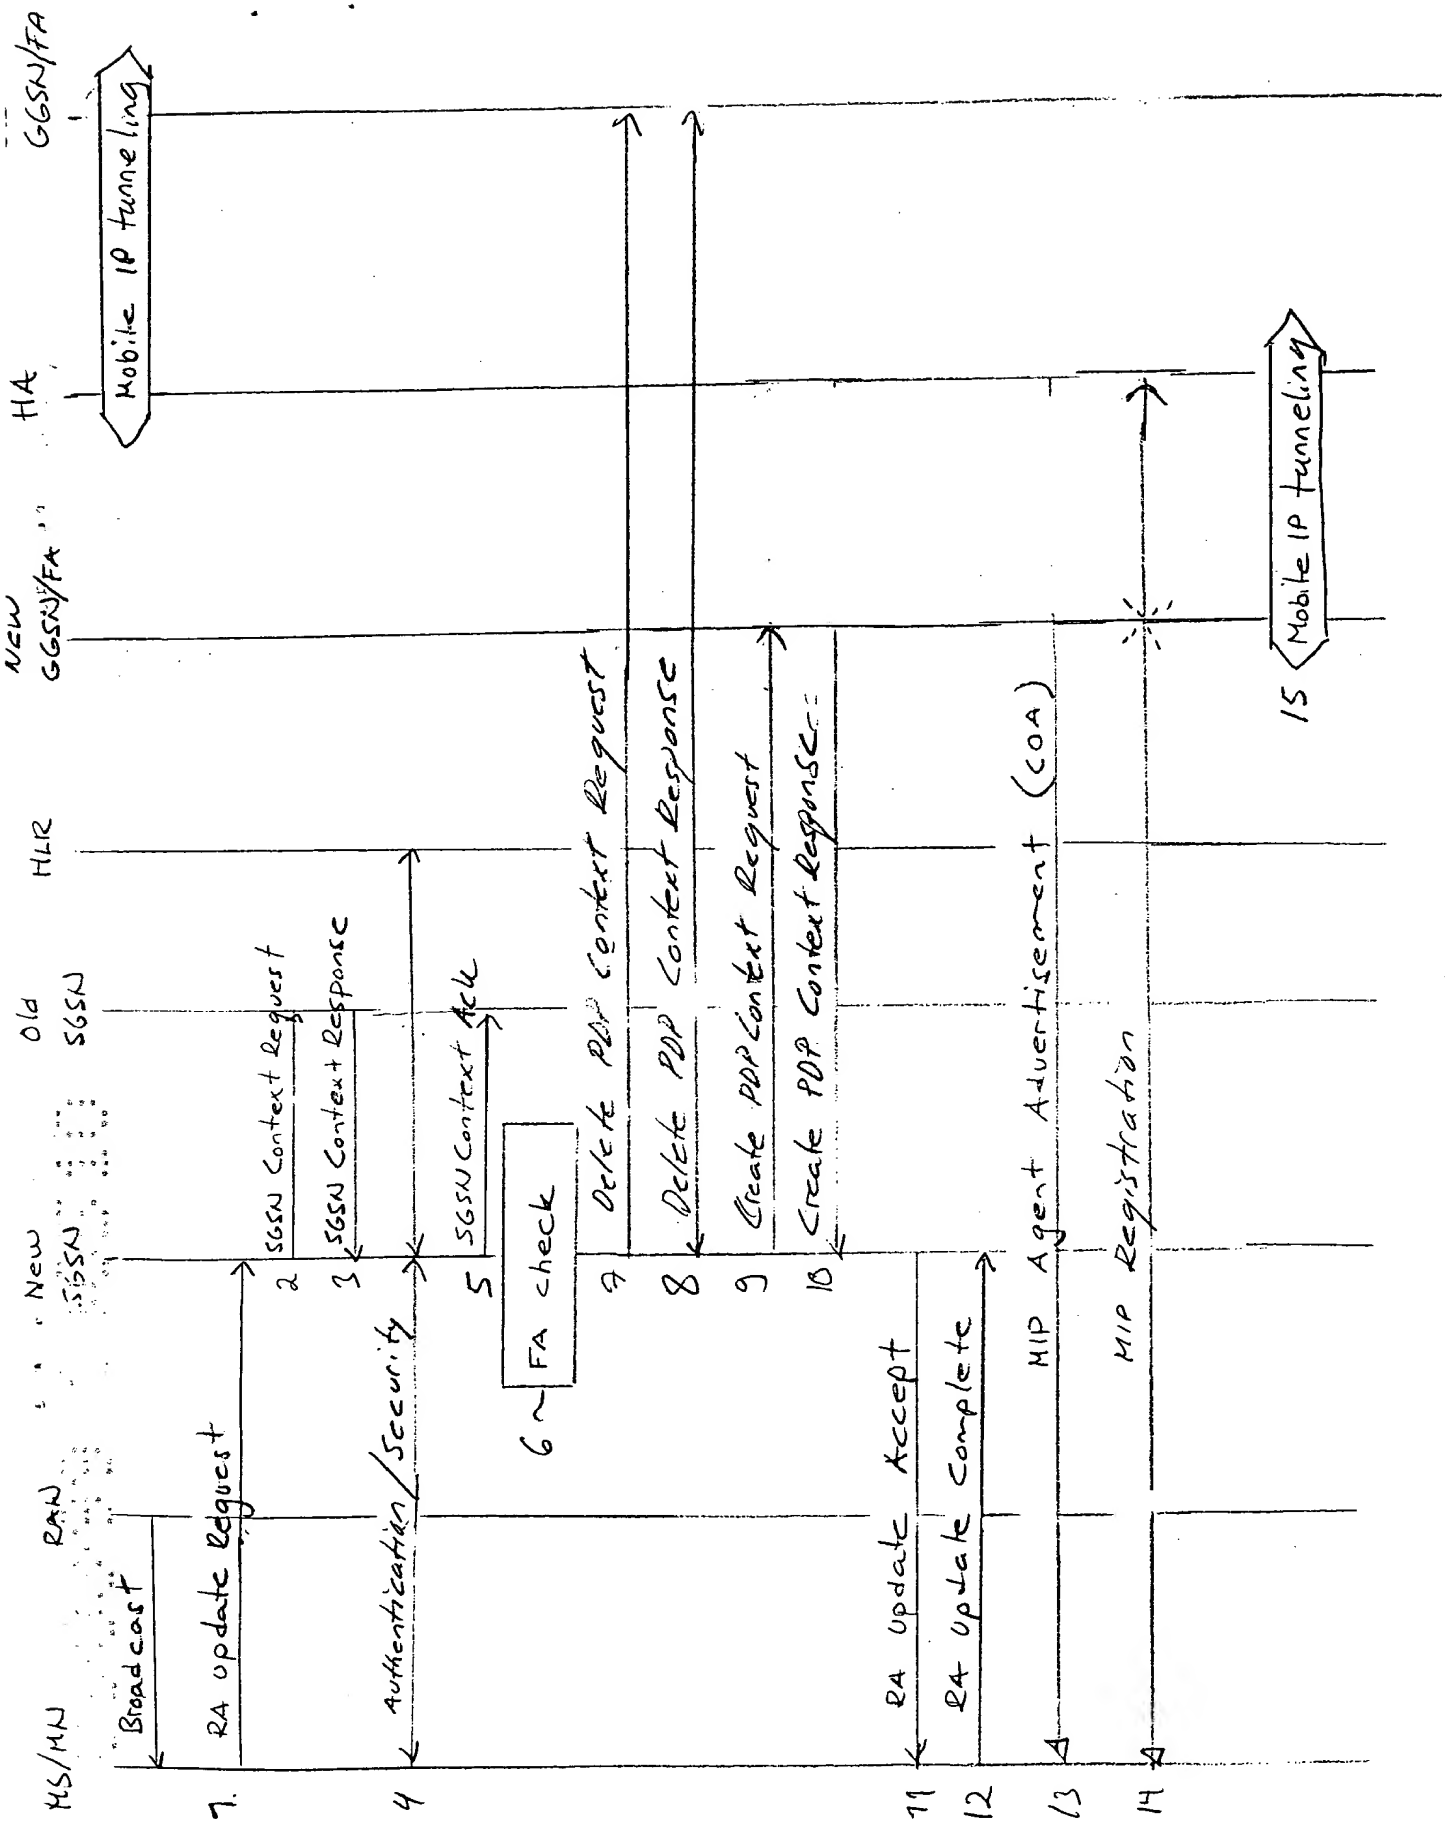 MS/MN
RAN
New
SGSN
Old
SGSN
HLR
New
GGSN/FA
HA
GGSN/FA
Mobile IP tunneling
Broadcast
1.
RA Update Request
2
SGSN Context Request
3
SGSN Context Response
4
Authentication/Security
5
SGSN Context Ack
6~
FA check
7
Delete PDP Context Request
8
Delete PDP Context Response
9
Create PDP Context Request
10
Create PDP Context Response
11
RA Update Accept
12
RA Update Complete
13
MIP Agent Advertisement (COA)
14
MIP Registration
15
Mobile IP tunneling